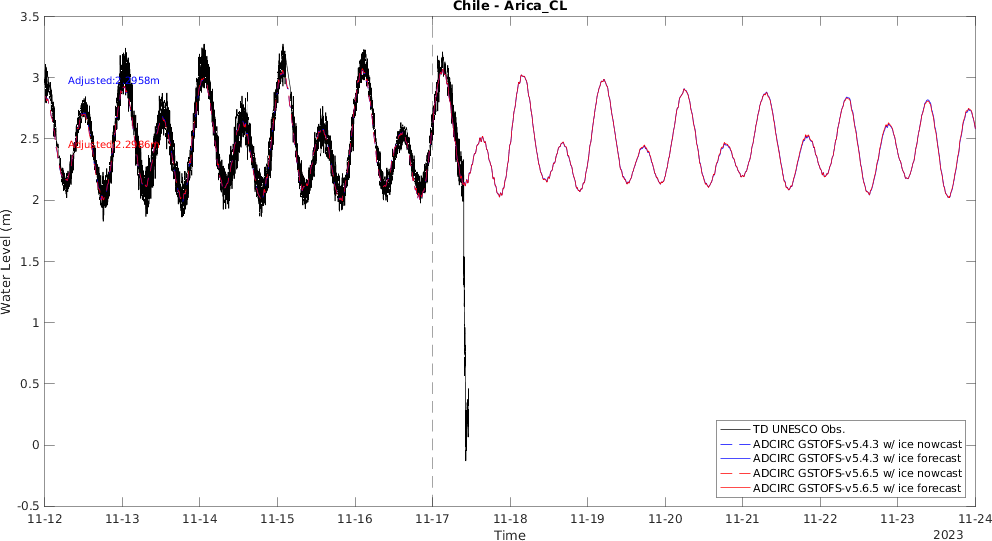 Chile - Arica_CL
3.5
3
2.5
2
1.5
1
0.5
0
-0.5
Water Level (m)
Adjusted:
Adjusted:2.2986m
TD UNESCO Obs.
ADCIRC GSTOFS-v5.4.3 w/ ice nowcast
ADCIRC GSTOFS-v5.4.3 w/ ice forecast
ADCIRC GSTOFS-v5.6.5 w/ ice nowcast
ADCIRC GSTOFS-v5.6.5 w/ ice forecast
11-12 11-13 11-14 11-15 11-16 11-17 11-18 11-19 11-20 11-21 11-22 11-23 11-24
Time
2023